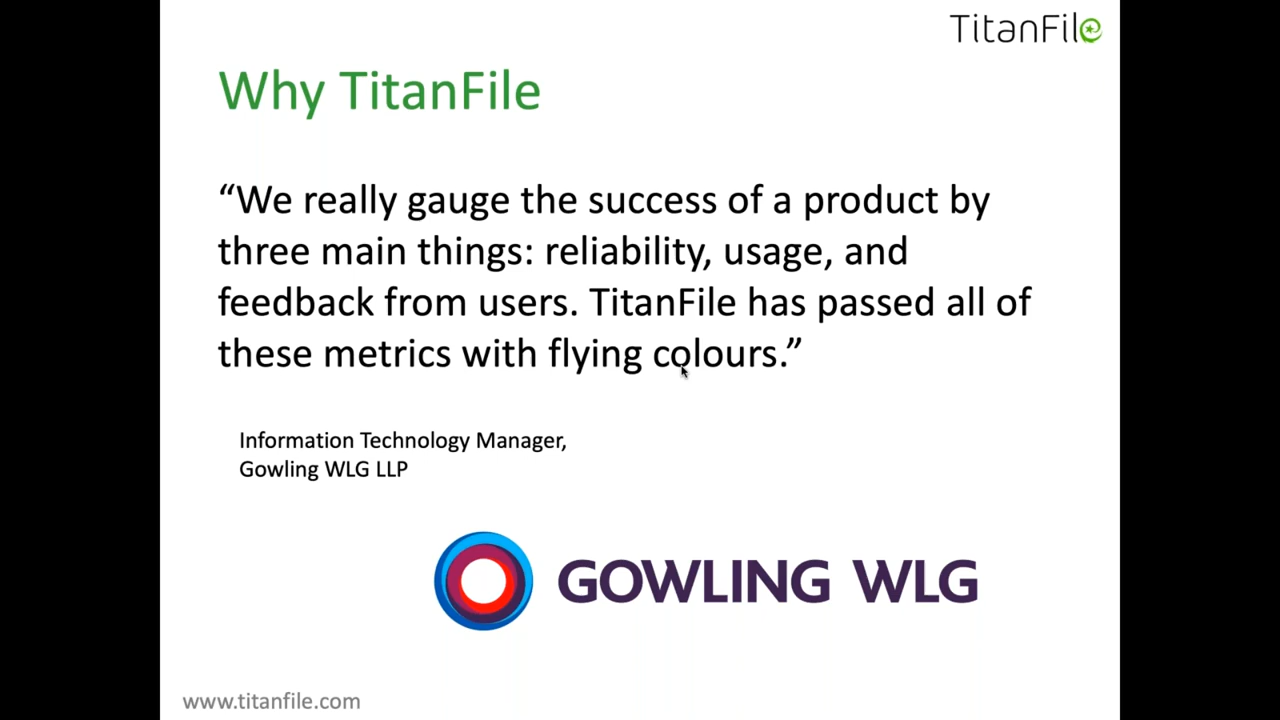 TitanFile
Why TitanFile
“We really gauge the success of a product by
three main things: reliability, usage, and
feedback from users. TitanFile has passed all of
these metrics with flying colours.”
Information Technology Manager,
Gowling WLG LLP
GOWLING WLG
www.titanfile.com